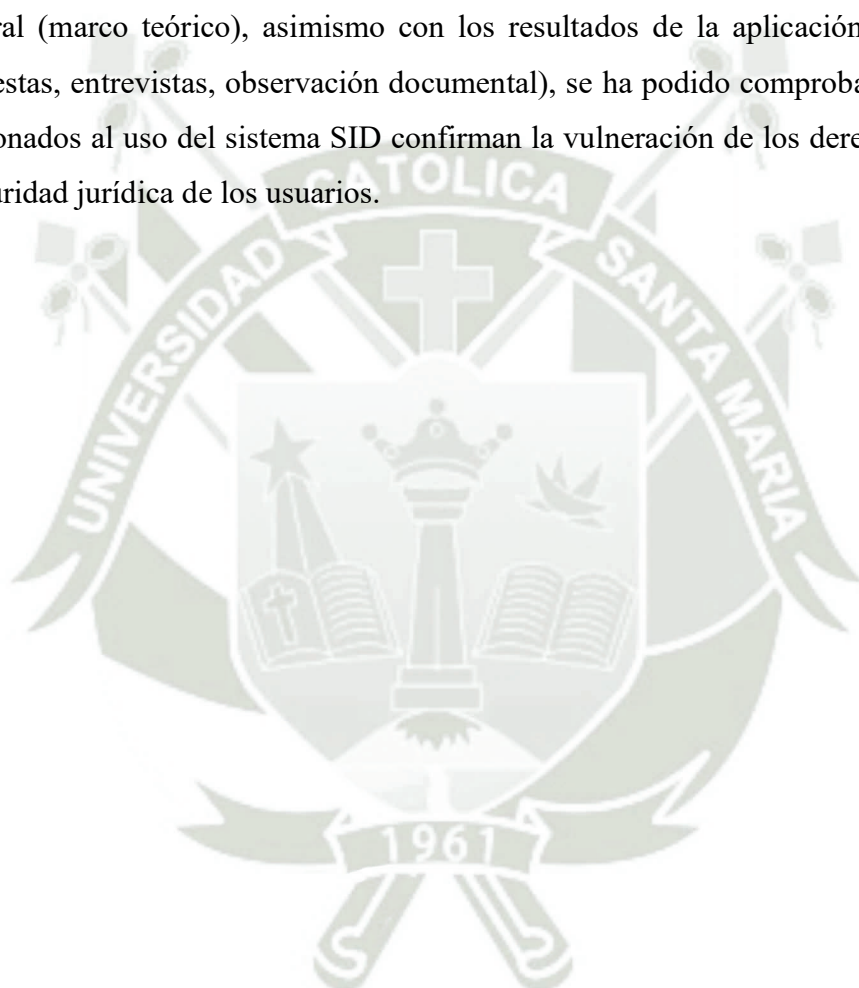 ral (marco teórico), asimismo con los resultados de la aplicación
estas, entrevistas, observación documental), se ha podido comproba
onados al uso del sistema SID confirman la vulneración de los dere
uridad jurídica de los usuarios.
UNIVERSIDAD CATOLICA SANTA MARIA
1961